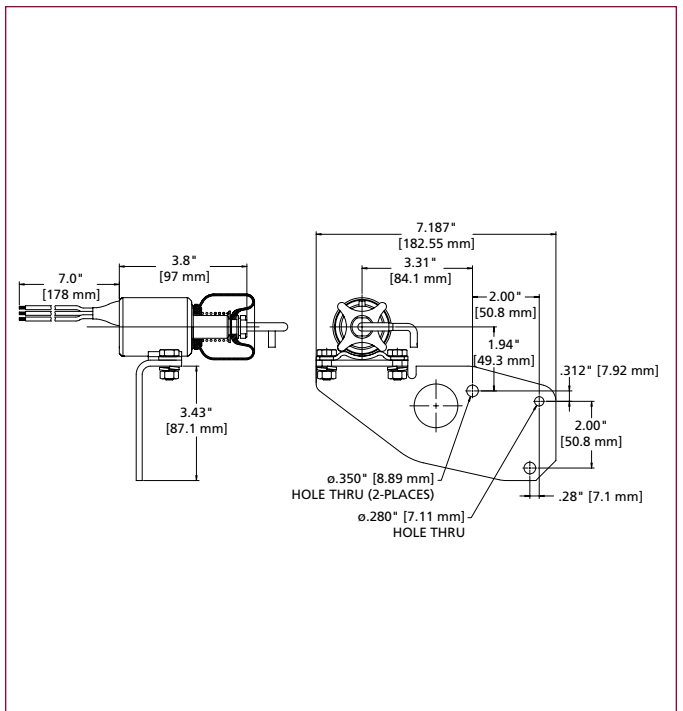 7.187"
[182.55 mm]
3.8"
[97 mm]
3.31"
[84.1 mm]
7.0"
[178 mm]
2.00"
[50.8 mm]
1.94"
[49.3 mm]
.312" [7.92 mm]
3.43"
[87.1 mm]
2.00"
[50.8 mm]
ø.350" [8.89 mm]
HOLE THRU (2-PLACES)
.28" [7.1 mm]
ø.280" [7.11 mm]
HOLE THRU